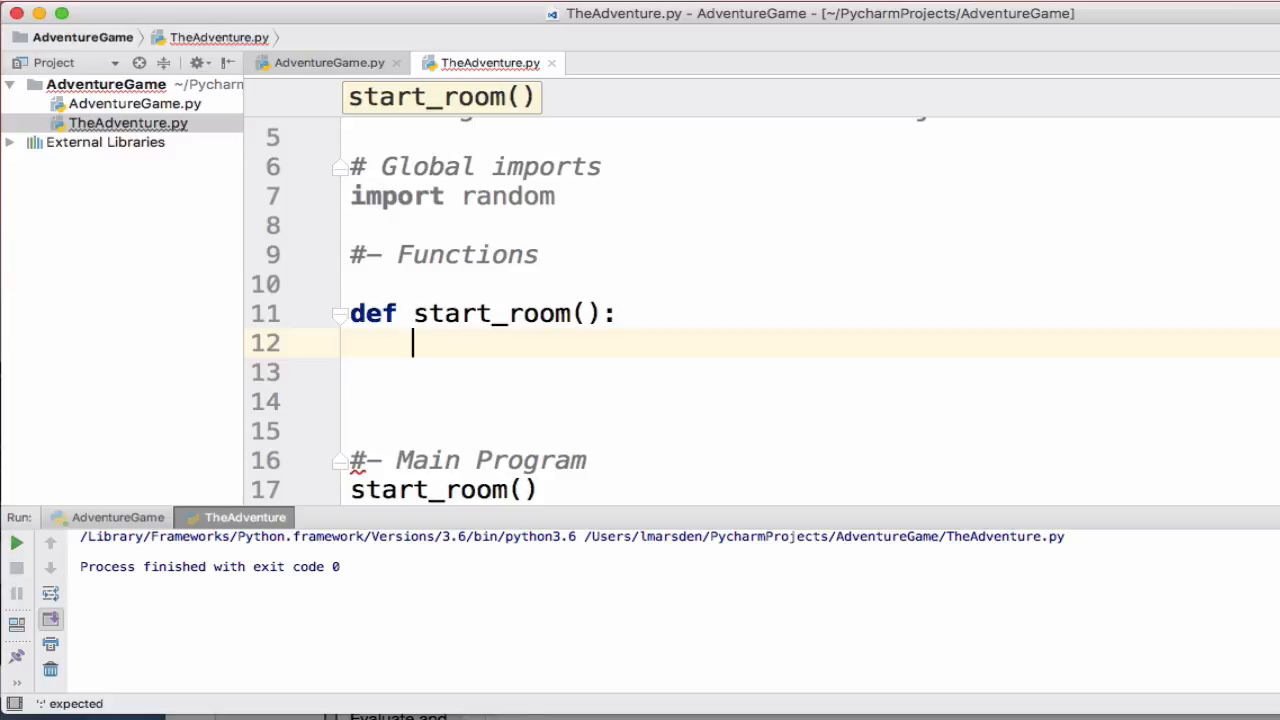 TheAdventure.py - AdventureGame - [~/PycharmProjects/AdventureGame]
AdventureGame TheAdventure.py
Project AdventureGame.py × TheAdventure.py ×
AdventureGame ~/Pycharm
AdventureGame.py
TheAdventure.py
External Libraries
start_room()
5
6 # Global imports
7 import random
8
9 #- Functions
10
11 def start_room():
12
13
14
15
16 #- Main Program
17 start_room()
Run: AdventureGame TheAdventure
/Library/Frameworks/Python.framework/Versions/3.6/bin/python3.6 /Users/lmarsden/PycharmProjects/AdventureGame/TheAdventure.py
Process finished with exit code 0
':' expected
Evaluate and